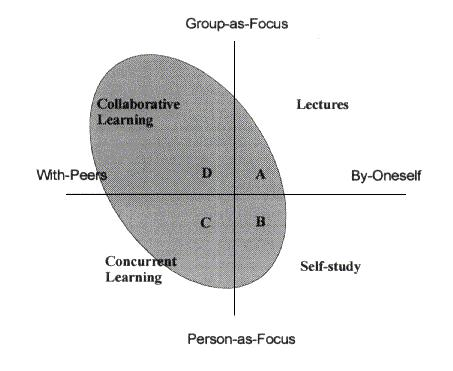 Group-as-Focus
Collaborative
Learning
Lectures
With-Peers
D
A
By-Oneself
C
B
Concurrent
Learning
Self-study
Person-as-Focus